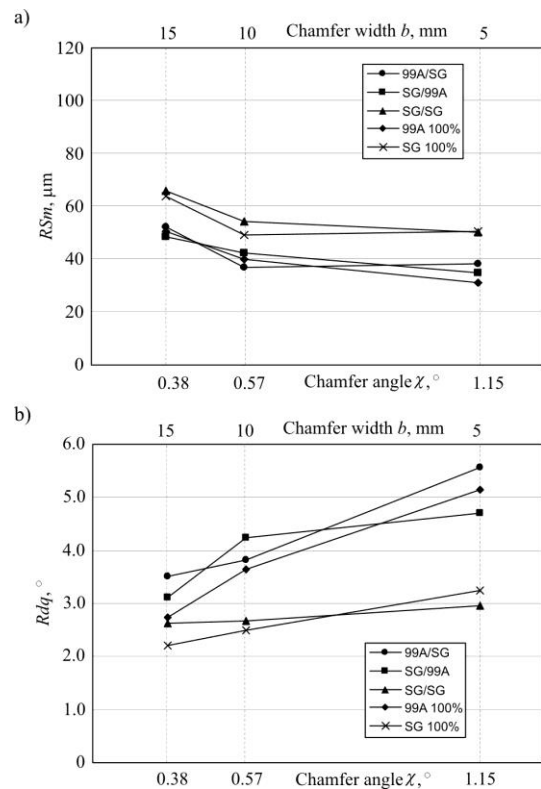 a)
15 10 Chamfer width b, mm 5
120
100
80
60
40
20
0
RSm, μm
99A/SG
SG/99A
SG/SG
99A 100%
SG 100%
0.38 0.57 Chamfer angle χ, ° 1.15
b)
15 10 Chamfer width b, mm 5
6.0
5.0
4.0
3.0
2.0
1.0
0
Rdq, °
99A/SG
SG/99A
SG/SG
99A 100%
SG 100%
0.38 0.57 Chamfer angle χ, ° 1.15